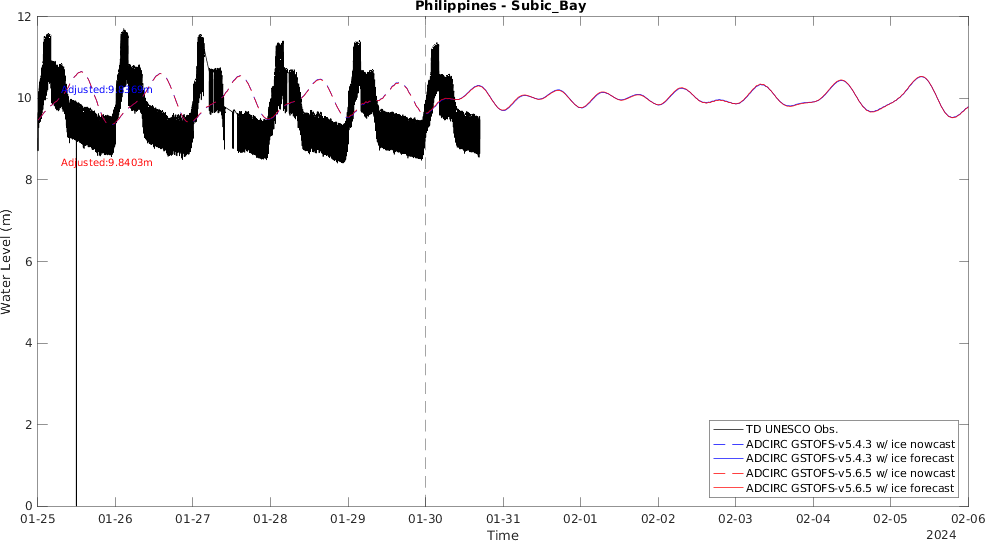 Philippines - Subic_Bay
Water Level (m)
12
10
8
6
4
2
0
Adjusted:9.8403m
TD UNESCO Obs.
ADCIRC GSTOFS-v5.4.3 w/ ice nowcast
ADCIRC GSTOFS-v5.4.3 w/ ice forecast
ADCIRC GSTOFS-v5.6.5 w/ ice nowcast
ADCIRC GSTOFS-v5.6.5 w/ ice forecast
01-25 01-26 01-27 01-28 01-29 01-30 01-31 02-01 02-02 02-03 02-04 02-05 02-06
Time
2024